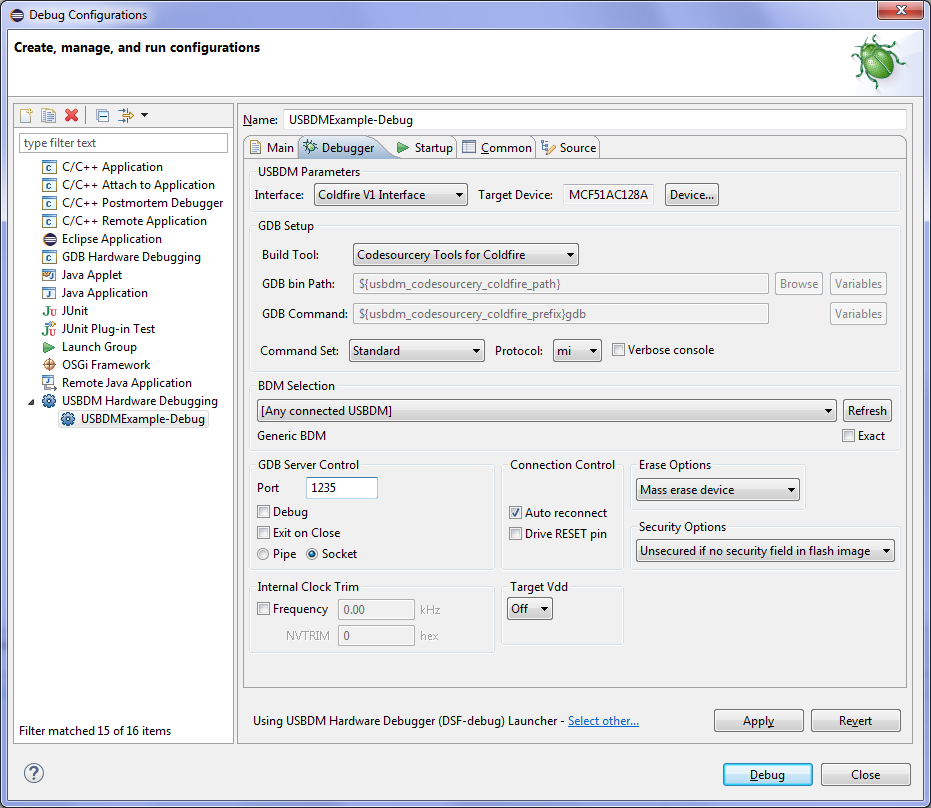 Debug Configurations
Create, manage, and run configurations
type filter text
C/C++ Application
C/C++ Attach to Application
C/C++ Postmortem Debugger
C/C++ Remote Application
Eclipse Application
GDB Hardware Debugging
Java Applet
Java Application
JUnit
JUnit Plug-in Test
Launch Group
OSGi Framework
Remote Java Application
USBDM Hardware Debugging
USBDMExample-Debug
Filter matched 15 of 16 items
Name: USBDMExample-Debug
Main Debugger Startup Common Source
USBDM Parameters
Interface: Coldfire V1 Interface Target Device: MCF51AC128A Device...
GDB Setup
Build Tool: Codesourcery Tools for Coldfire
GDB bin Path: ${usbdm_codesourcery_coldfire_path} Browse Variables
GDB Command: ${usbdm_codesourcery_coldfire_prefix}gdb Variables
Command Set: Standard Protocol: mi Verbose console
BDM Selection
[Any connected USBDM] Refresh
Generic BDM Exact
GDB Server Control Connection Control Erase Options
Port 1235 Mass erase device
Debug Auto reconnect
Exit on Close Drive RESET pin Security Options
Pipe Socket Unsecured if no security field in flash image
Internal Clock Trim Target Vdd
Frequency 0.00 kHz Off
NVTRIM 0 hex
Using USBDM Hardware Debugger (DSF-debug) Launcher - Select other... Apply Revert
? Debug Close